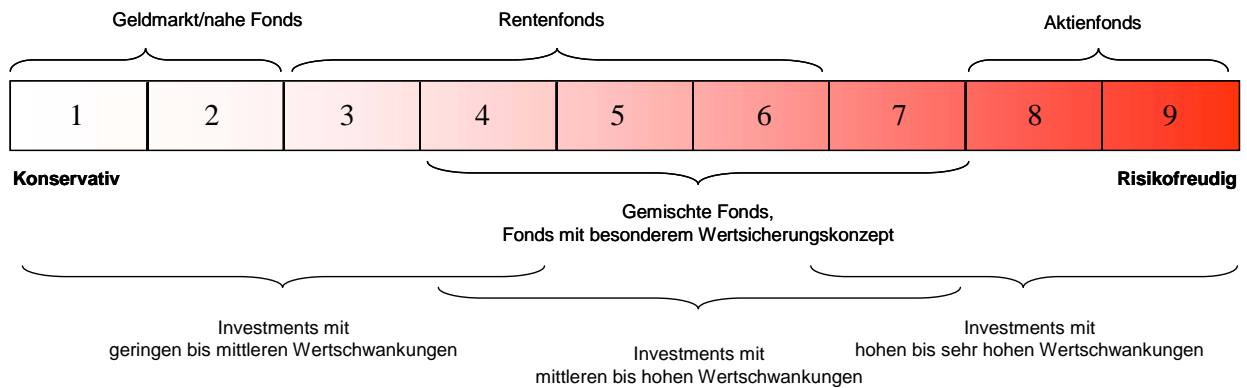 Geldmarkt/nahe Fonds
Rentenfonds
Aktienfonds
1 2 3 4 5 6 7 8 9
Konservativ
Risikofreudig
Gemischte Fonds,
Fonds mit besonderem Wertsicherungskonzept
Investments mit
geringen bis mittleren Wertschwankungen
Investments mit
mittleren bis hohen Wertschwankungen
Investments mit
hohen bis sehr hohen Wertschwankungen